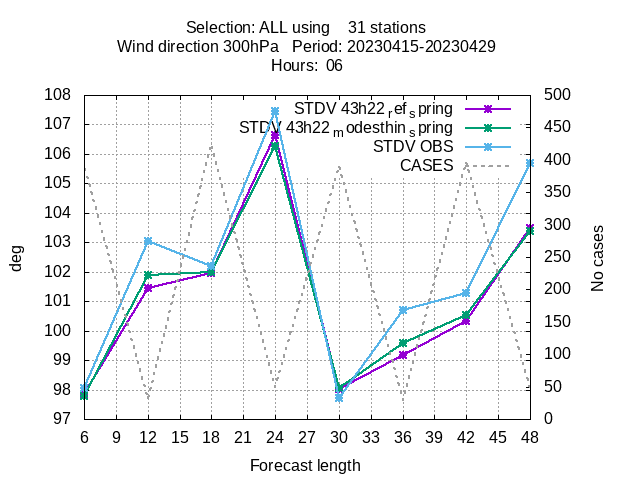 Selection: ALL using 31 stations
Wind direction 300hPa Period: 20230415-20230429
Hours: 06
STDV 43h22 ref spring
STDV 43h22 modesthin spring
STDV OBS
CASES
108
107
106
105
104
103
102
101
100
99
98
97
500
450
400
350
300
250
200
150
100
50
0
deg
No cases
6 9 12 15 18 21 24 27 30 33 36 39 42 45 48
Forecast length